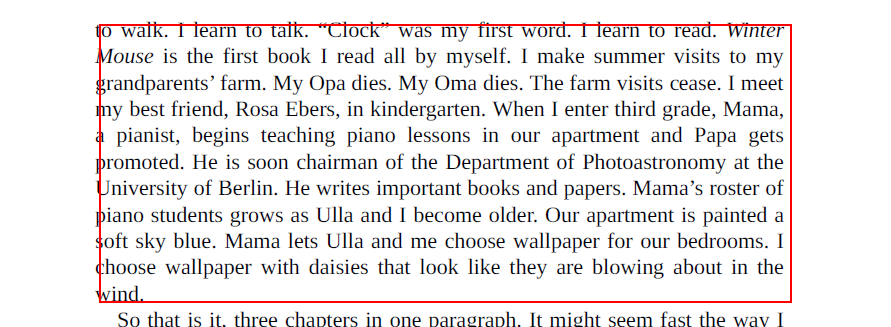 to walk. I learn to talk. “Clock” was my first word. I learn to read. Winter
Mouse is the first book I read all by myself. I make summer visits to my
grandparents’ farm. My Opa dies. My Oma dies. The farm visits cease. I meet
my best friend, Rosa Ebers, in kindergarten. When I enter third grade, Mama,
a pianist, begins teaching piano lessons in our apartment and Papa gets
promoted. He is soon chairman of the Department of Photoastronomy at the
University of Berlin. He writes important books and papers. Mama’s roster of
piano students grows as Ulla and I become older. Our apartment is painted a
soft sky blue. Mama lets Ulla and me choose wallpaper for our bedrooms. I
choose wallpaper with daisies that look like they are blowing about in the
wind.
So that is it, three chapters in one paragraph. It might seem fast the way I